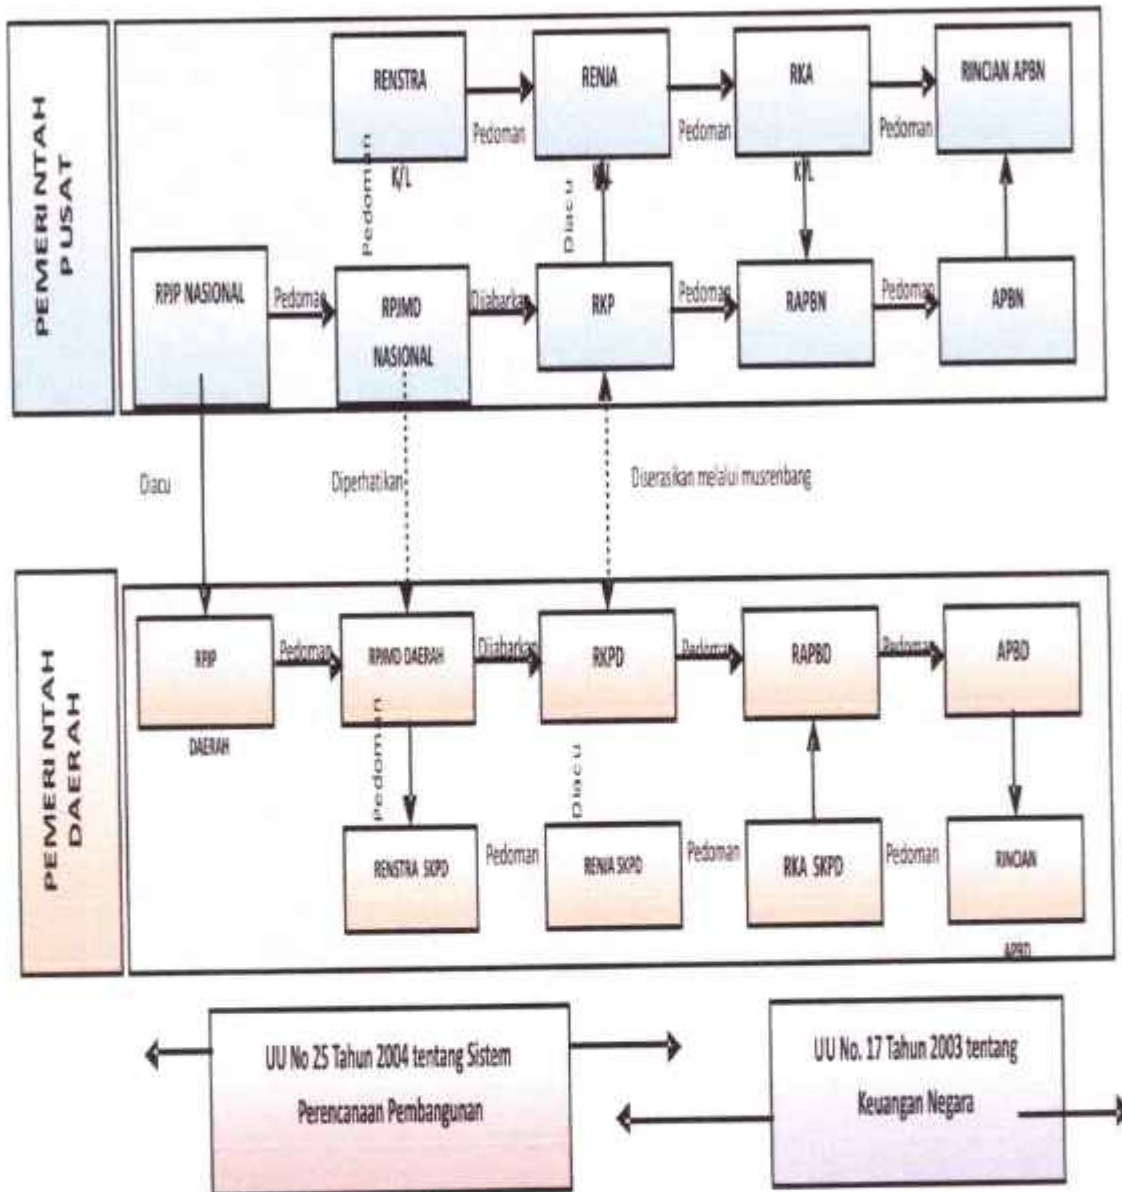 PEMERINTAH
PUSAT
RENSTRA
K/L
Pedoman
RENJA
Pedoman
RKA
K/L
Pedoman
RINCIAN APBN
Pedoman
Diacu
RPJP NASIONAL
Pedoman
RPJMD
NASIONAL
Dijabarkan
RKP
Pedoman
RAPBN
Pedoman
APBN
Diacu
Diperhatikan
Diserasikan melalui musrenbang
PEMERINTAH
DAERAH
RPJP
DAERAH
Pedoman
RPJMD DAERAH
Dijabarkan
RKPD
Pedoman
RAPBD
Pedoman
APBD
Pedoman
Diacu
RENSTRA SKPD
Pedoman
RENJA SKPD
Pedoman
RKA SKPD
Pedoman
RINCIAN
APBD
UU No 25 Tahun 2004 tentang Sistem
Perencanaan Pembangunan
UU No. 17 Tahun 2003 tentang
Keuangan Negara